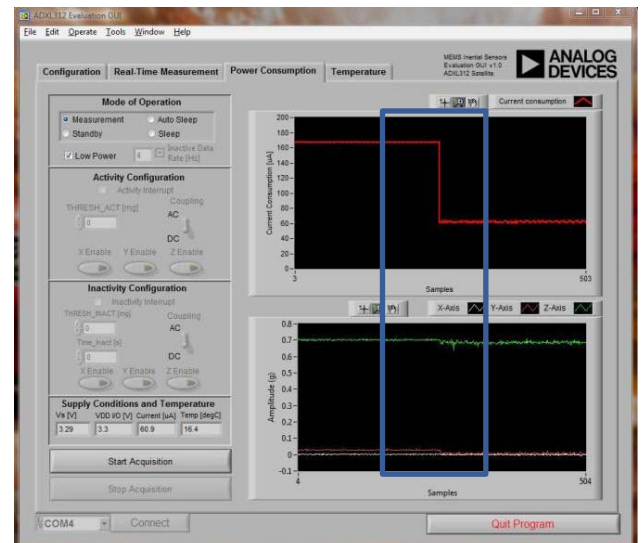 ADXL312 Evaluation GUI
File Edit Operate Tools Window Help
MEMS Inertial Sensors
Evaluation GUI v1.0
ADXL312 Satellite
ANALOG
DEVICES
Configuration Real-Time Measurement Power Consumption Temperature
Mode of Operation
Measurement Auto Sleep
Standby Sleep
Low Power Inactive Data
Rate [Hz]
Activity Configuration
Activity Interrupt
THRESH_ACT [mg] Coupling
0 AC
DC
X Enable Y Enable Z Enable
Inactivity Configuration
Inactivity Interrupt
THRESH_INACT [mg] Coupling
0 AC
Time_Inact [s]
0 DC
X Enable Y Enable Z Enable
Supply Conditions and Temperature
Vs [V] VDD I/O [V] Current [uA] Temp [degC]
3.29 3.3 60.9 16.4
Start Acquisition
Stop Acquisition
COM4 Connect
Current consumption
Current Consumption [uA]
200
180
160
140
120
100
80
60
40
20
0
3 503
Samples
X-Axis Y-Axis Z-Axis
Amplitude (g)
0.8
0.7
0.6
0.5
0.4
0.3
0.2
0.1
0
-0.1
4 504
Samples
Quit Program